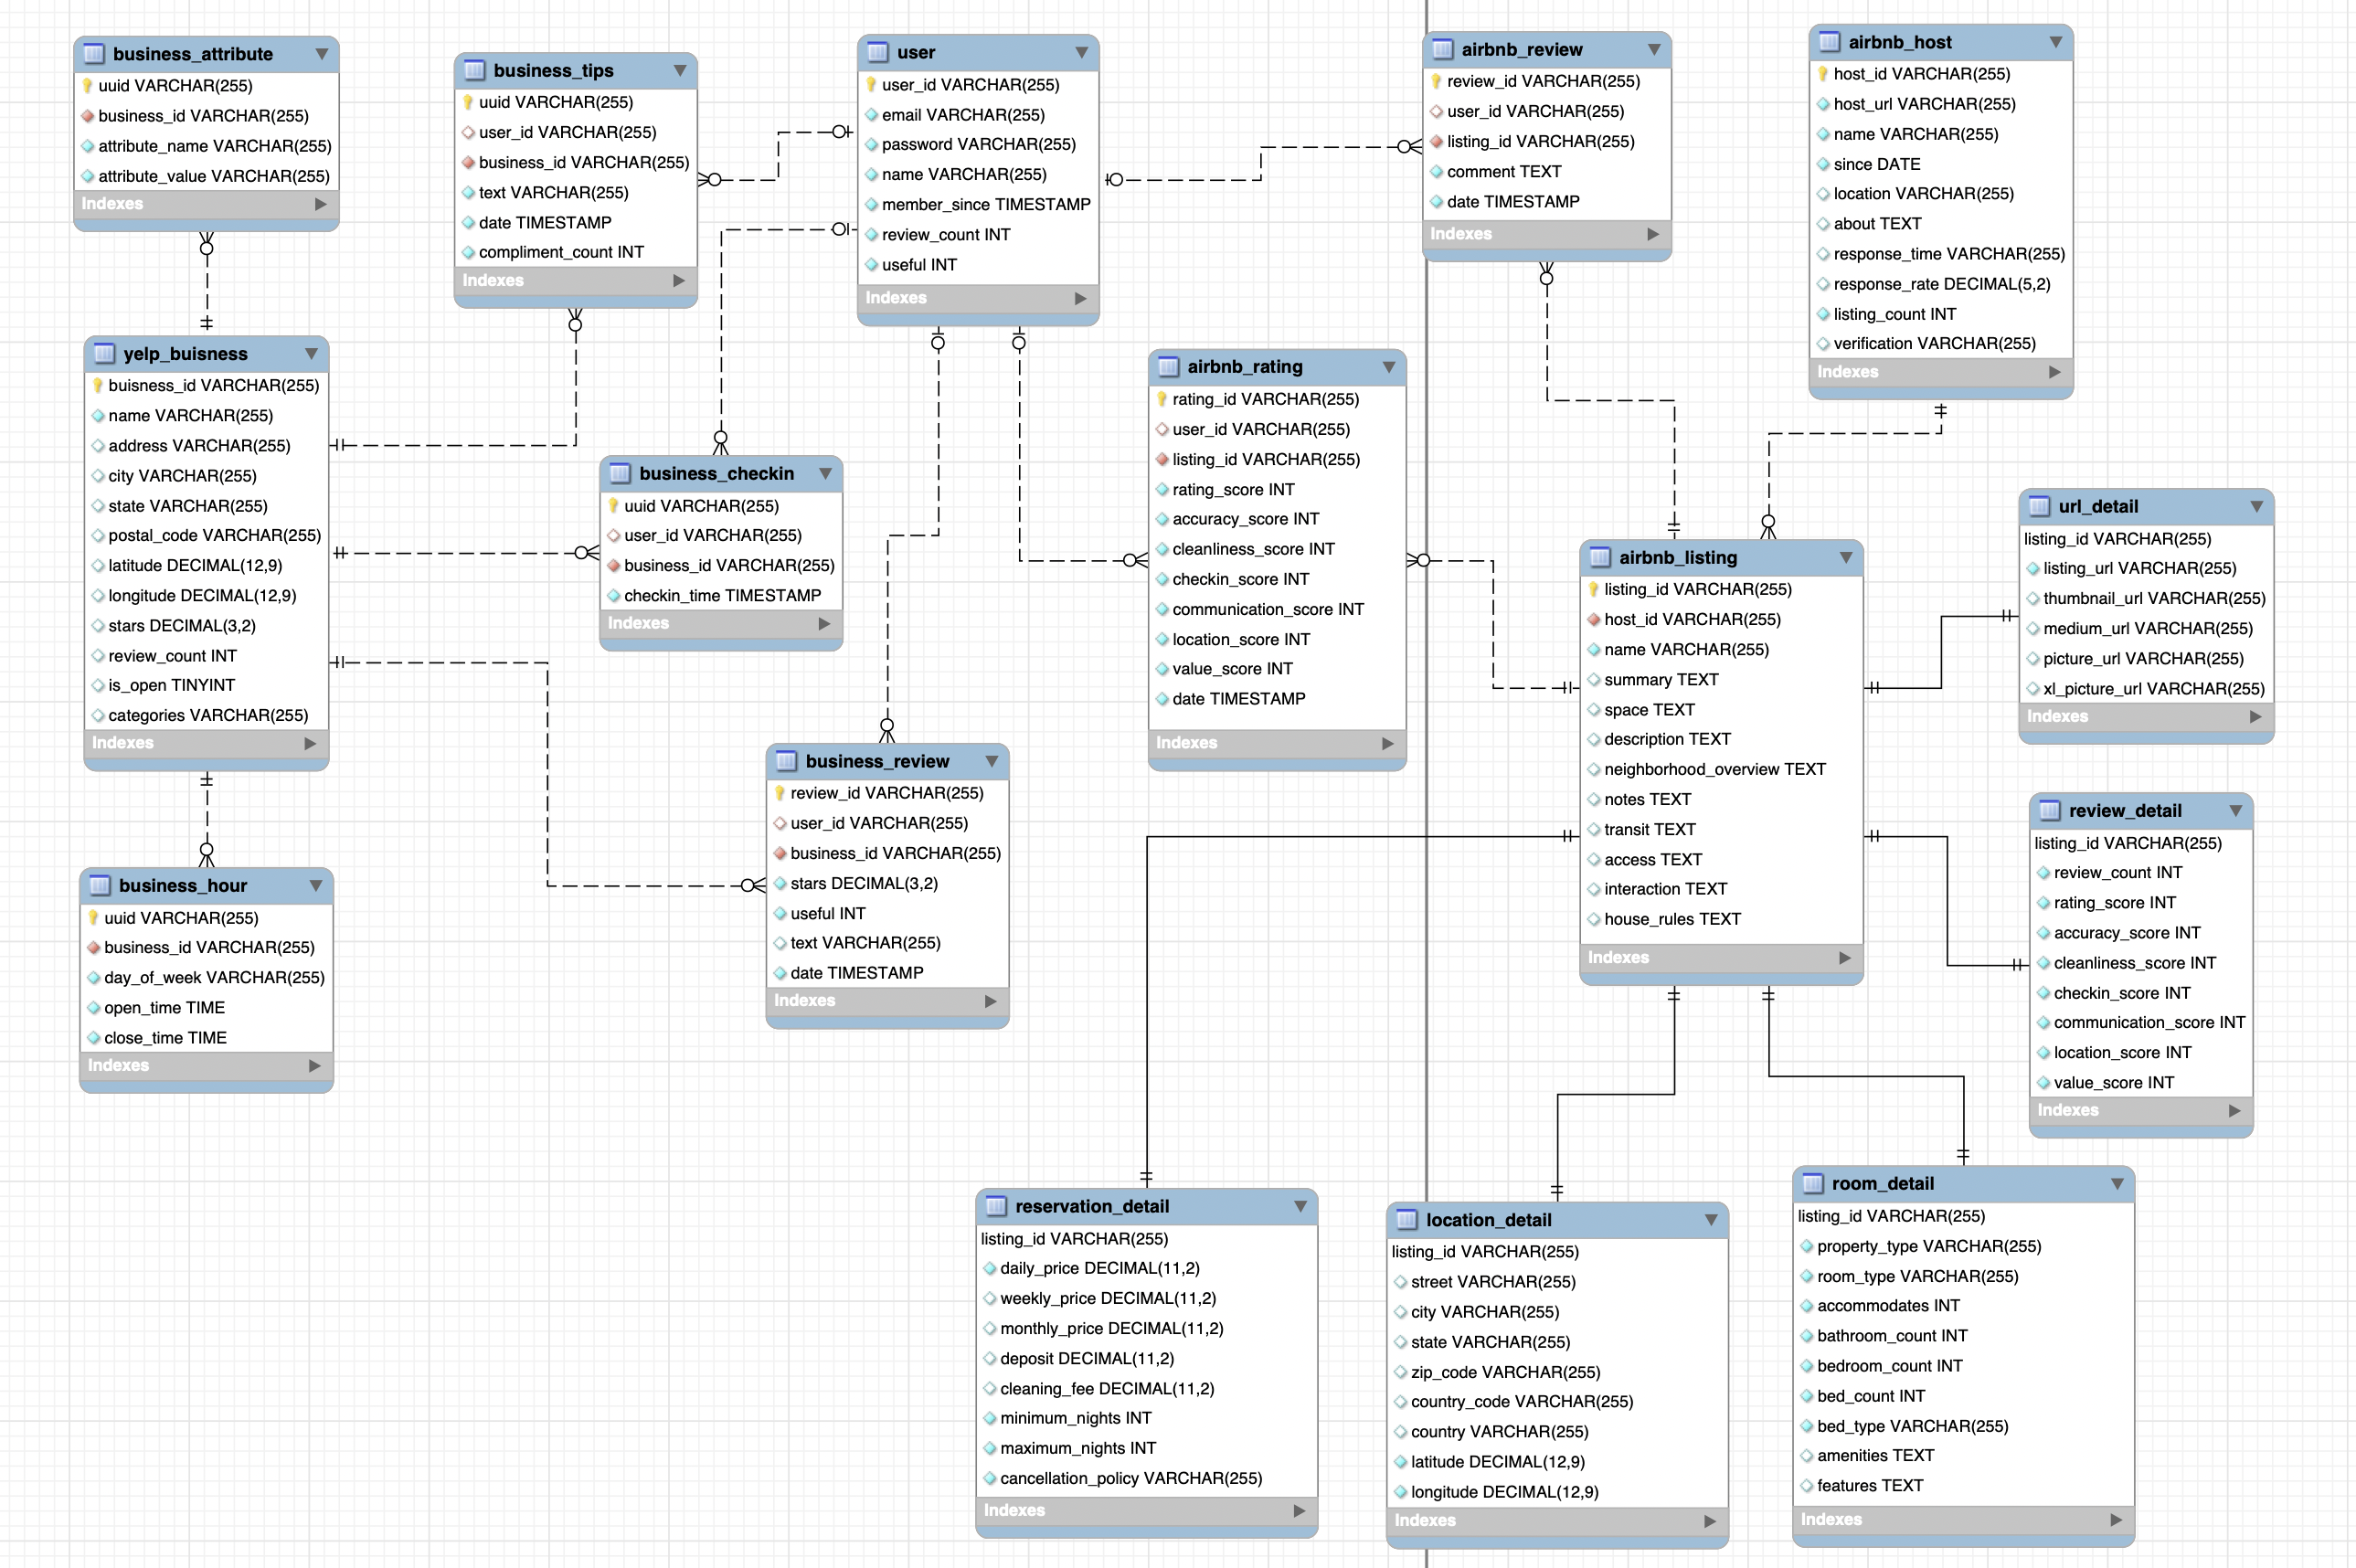 business_attribute
uuid VARCHAR(255)
business_id VARCHAR(255)
attribute_name VARCHAR(255)
attribute_value VARCHAR(255)
Indexes
business_tips
uuid VARCHAR(255)
user_id VARCHAR(255)
business_id VARCHAR(255)
text VARCHAR(255)
date TIMESTAMP
compliment_count INT
Indexes
user
user_id VARCHAR(255)
email VARCHAR(255)
password VARCHAR(255)
name VARCHAR(255)
member_since TIMESTAMP
review_count INT
useful INT
Indexes
airbnb_review
review_id VARCHAR(255)
user_id VARCHAR(255)
listing_id VARCHAR(255)
comment TEXT
date TIMESTAMP
Indexes
airbnb_host
host_id VARCHAR(255)
host_url VARCHAR(255)
name VARCHAR(255)
since DATE
location VARCHAR(255)
about TEXT
response_time VARCHAR(255)
response_rate DECIMAL(5,2)
listing_count INT
verification VARCHAR(255)
Indexes
yelp_buisness
buisness_id VARCHAR(255)
name VARCHAR(255)
address VARCHAR(255)
city VARCHAR(255)
state VARCHAR(255)
postal_code VARCHAR(255)
latitude DECIMAL(12,9)
longitude DECIMAL(12,9)
stars DECIMAL(3,2)
review_count INT
is_open TINYINT
categories VARCHAR(255)
Indexes
business_checkin
uuid VARCHAR(255)
user_id VARCHAR(255)
business_id VARCHAR(255)
checkin_time TIMESTAMP
Indexes
airbnb_rating
rating_id VARCHAR(255)
user_id VARCHAR(255)
listing_id VARCHAR(255)
rating_score INT
accuracy_score INT
cleanliness_score INT
checkin_score INT
communication_score INT
location_score INT
value_score INT
date TIMESTAMP
Indexes
airbnb_listing
listing_id VARCHAR(255)
host_id VARCHAR(255)
name VARCHAR(255)
summary TEXT
space TEXT
description TEXT
neighborhood_overview TEXT
notes TEXT
transit TEXT
access TEXT
interaction TEXT
house_rules TEXT
Indexes
url_detail
listing_id VARCHAR(255)
listing_url VARCHAR(255)
thumbnail_url VARCHAR(255)
medium_url VARCHAR(255)
picture_url VARCHAR(255)
xl_picture_url VARCHAR(255)
Indexes
business_hour
uuid VARCHAR(255)
business_id VARCHAR(255)
day_of_week VARCHAR(255)
open_time TIME
close_time TIME
Indexes
business_review
review_id VARCHAR(255)
user_id VARCHAR(255)
business_id VARCHAR(255)
stars DECIMAL(3,2)
useful INT
text VARCHAR(255)
date TIMESTAMP
Indexes
review_detail
listing_id VARCHAR(255)
review_count INT
rating_score INT
accuracy_score INT
cleanliness_score INT
checkin_score INT
communication_score INT
location_score INT
value_score INT
Indexes
reservation_detail
listing_id VARCHAR(255)
daily_price DECIMAL(11,2)
weekly_price DECIMAL(11,2)
monthly_price DECIMAL(11,2)
deposit DECIMAL(11,2)
cleaning_fee DECIMAL(11,2)
minimum_nights INT
maximum_nights INT
cancellation_policy VARCHAR(255)
Indexes
location_detail
listing_id VARCHAR(255)
street VARCHAR(255)
city VARCHAR(255)
state VARCHAR(255)
zip_code VARCHAR(255)
country_code VARCHAR(255)
country VARCHAR(255)
latitude DECIMAL(12,9)
longitude DECIMAL(12,9)
Indexes
room_detail
listing_id VARCHAR(255)
property_type VARCHAR(255)
room_type VARCHAR(255)
accommodates INT
bathroom_count INT
bedroom_count INT
bed_count INT
bed_type VARCHAR(255)
amenities TEXT
features TEXT
Indexes